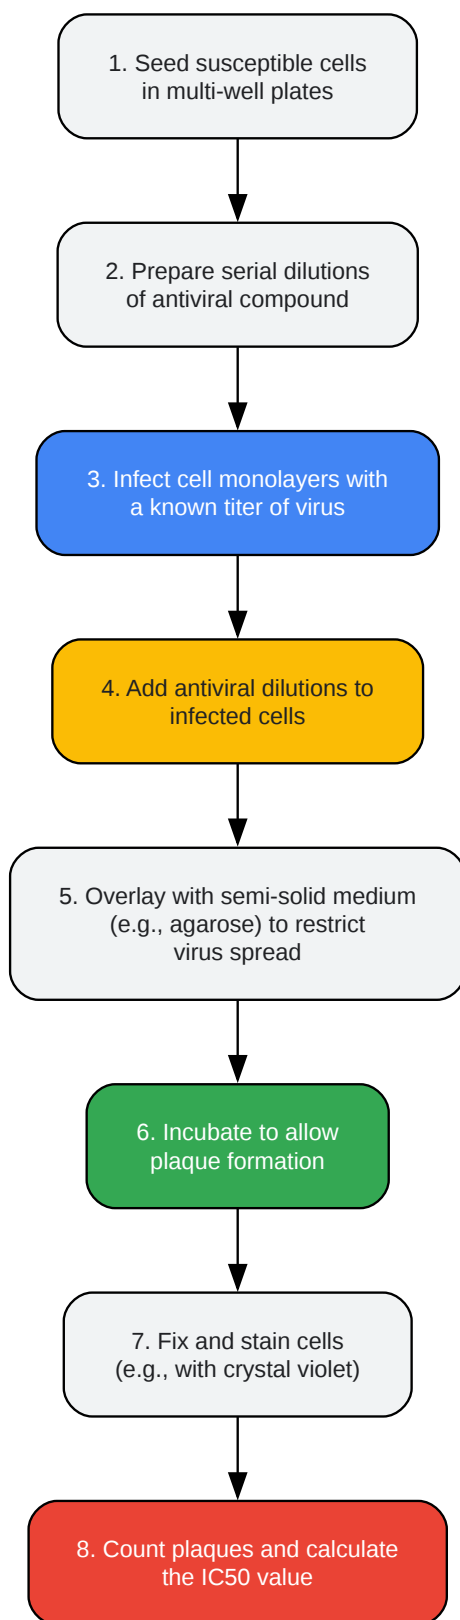 1. Seed susceptible cells
in multi-well plates
2. Prepare serial dilutions
of antiviral compound
3. Infect cell monolayers with
a known titer of virus
4. Add antiviral dilutions to
infected cells
5. Overlay with semi-solid medium
(e.g., agarose) to restrict
virus spread
6. Incubate to allow
plaque formation
7. Fix and stain cells
(e.g., with crystal violet)
8. Count plaques and calculate
the IC50 value